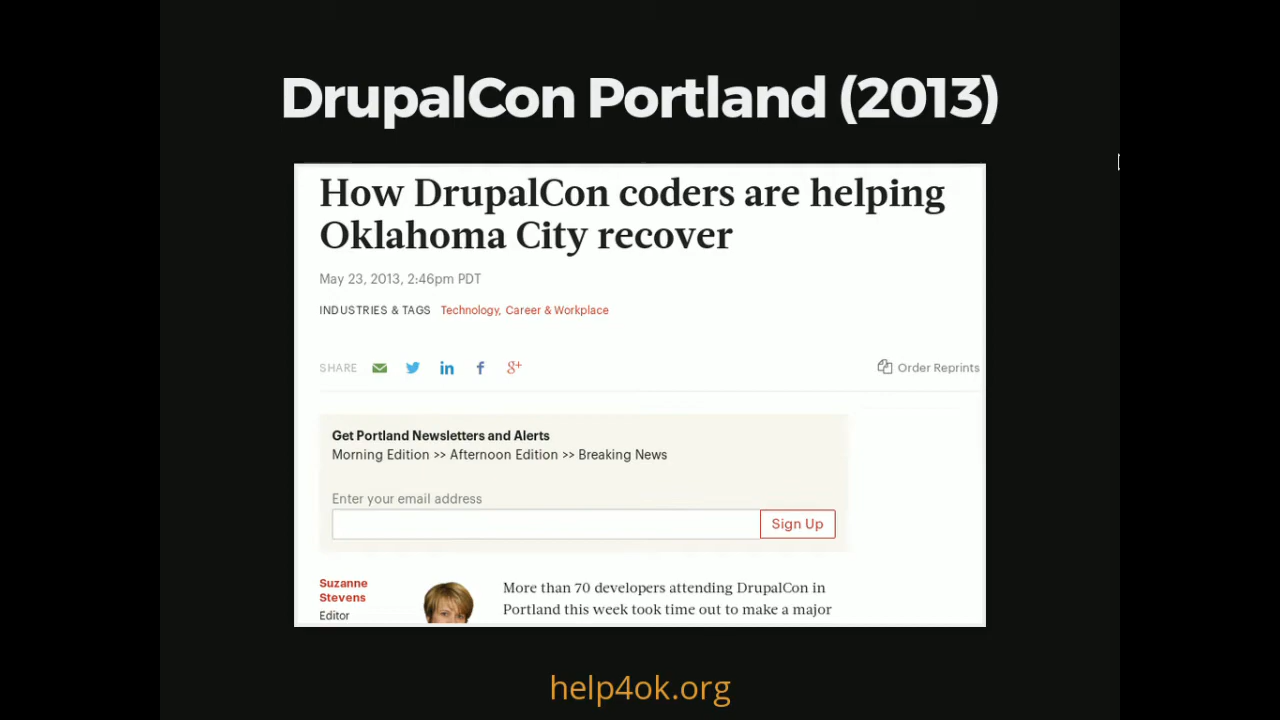 DrupalCon Portland (2013)
How DrupalCon coders are helping
Oklahoma City recover
May 23, 2013, 2:46pm PDT
INDUSTRIES & TAGS Technology, Career & Workplace
SHARE Order Reprints
Get Portland Newsletters and Alerts
Morning Edition >> Afternoon Edition >> Breaking News
Enter your email address
Sign Up
Suzanne
Stevens
Editor
More than 70 developers attending DrupalCon in
Portland this week took time out to make a major
help4ok.org